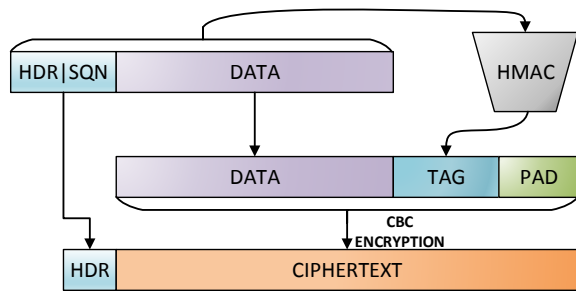 HDR|SQN DATA HMAC
DATA TAG PAD
CBC
ENCRYPTION
HDR CIPHERTEXT